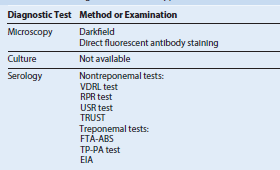 Diagnostic Test Method or Examination
Microscopy Darkfield
Direct fluorescent antibody staining
Culture Not available
Serology Nontreponemal tests:
VDRL test
RPR test
USR test
TRUST
Treponemal tests:
FTA-ABS
TP-PA test
EIA